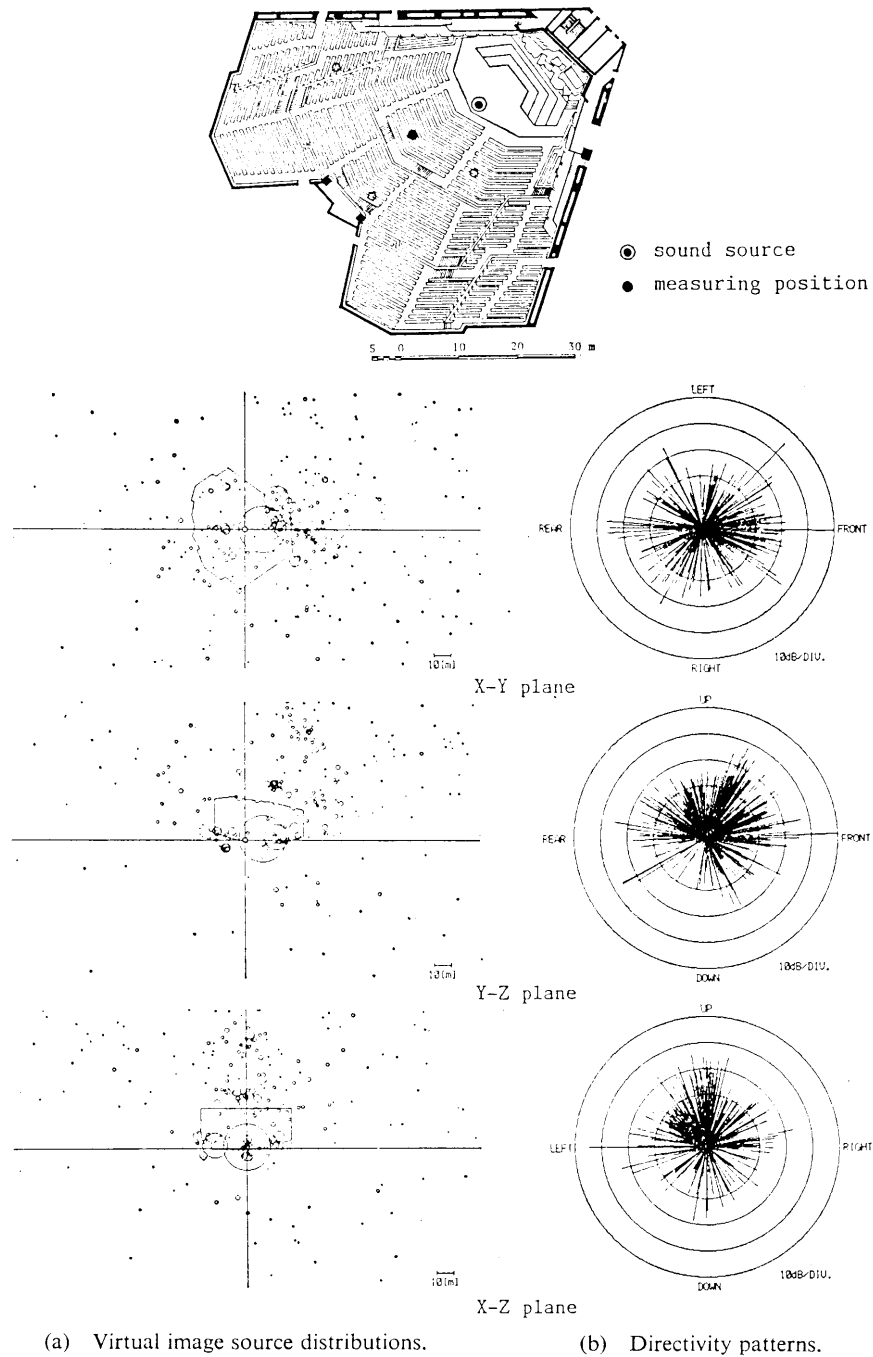 sound source
measuring position
5 0 10 20 30 m
LEFT
REAR
FRONT
RIGHT
10dB/DIV.
10[m]
X-Y plane
UP
REAR
FRONT
DOWN
10dB/DIV.
10[m]
Y-Z plane
UP
LEFT
RIGHT
DOWN
10dB/DIV.
10[m]
X-Z plane
(a) Virtual image source distributions.
(b) Directivity patterns.